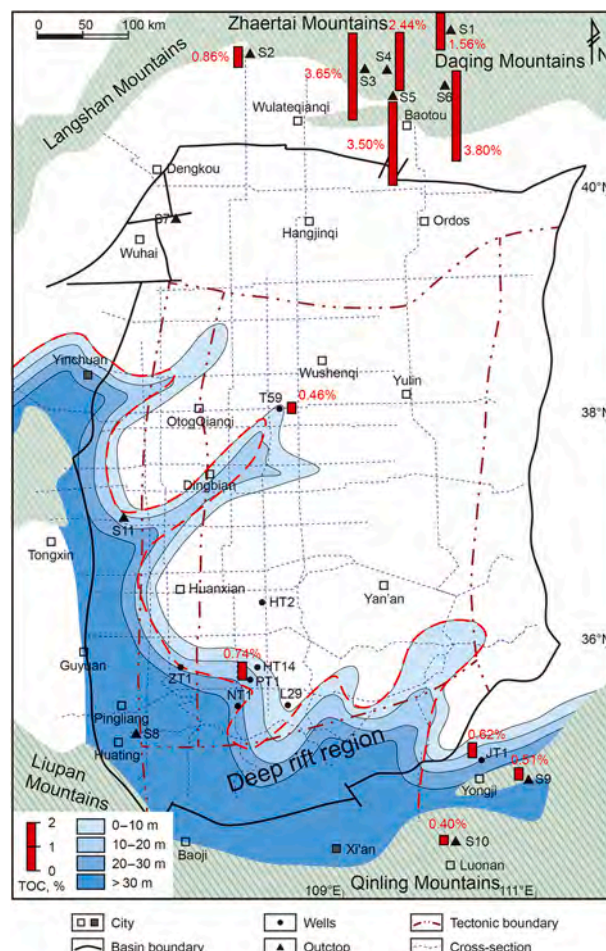 0 50 100 km
Zhaertai Mountains
2.44%
S1
1.56%
N
0.86%
S2
Langshan Mountains
3.65%
S3
S4
Daqing Mountains
S5
S6
Wulateqianqi
Baotou
3.50%
3.80%
Dengkou
40°N
S7
Wuhai
Hangjinqi
Ordos
Yinchuan
Wushenqi
Yulin
T59
0.46%
OtogQianqi
38°N
Dingbian
S11
Tongxin
Huanxian
Yan'an
HT2
36°N
Guyuan
0.74%
ZT1
HT14
PT1
NT1
L29
Pingliang
S8
Huating
Deep rift region
0.62%
JT1
0.51%
S9
Yongji
Liupan
Mountains
2
1
0
TOC, %
0–10 m
10–20 m
20–30 m
> 30 m
Baoji
Xi'an
0.40%
S10
Luonan
109°E
111°E
Qinling Mountains
City
Wells
Tectonic boundary
Basin boundary
Outctop
Cross-section